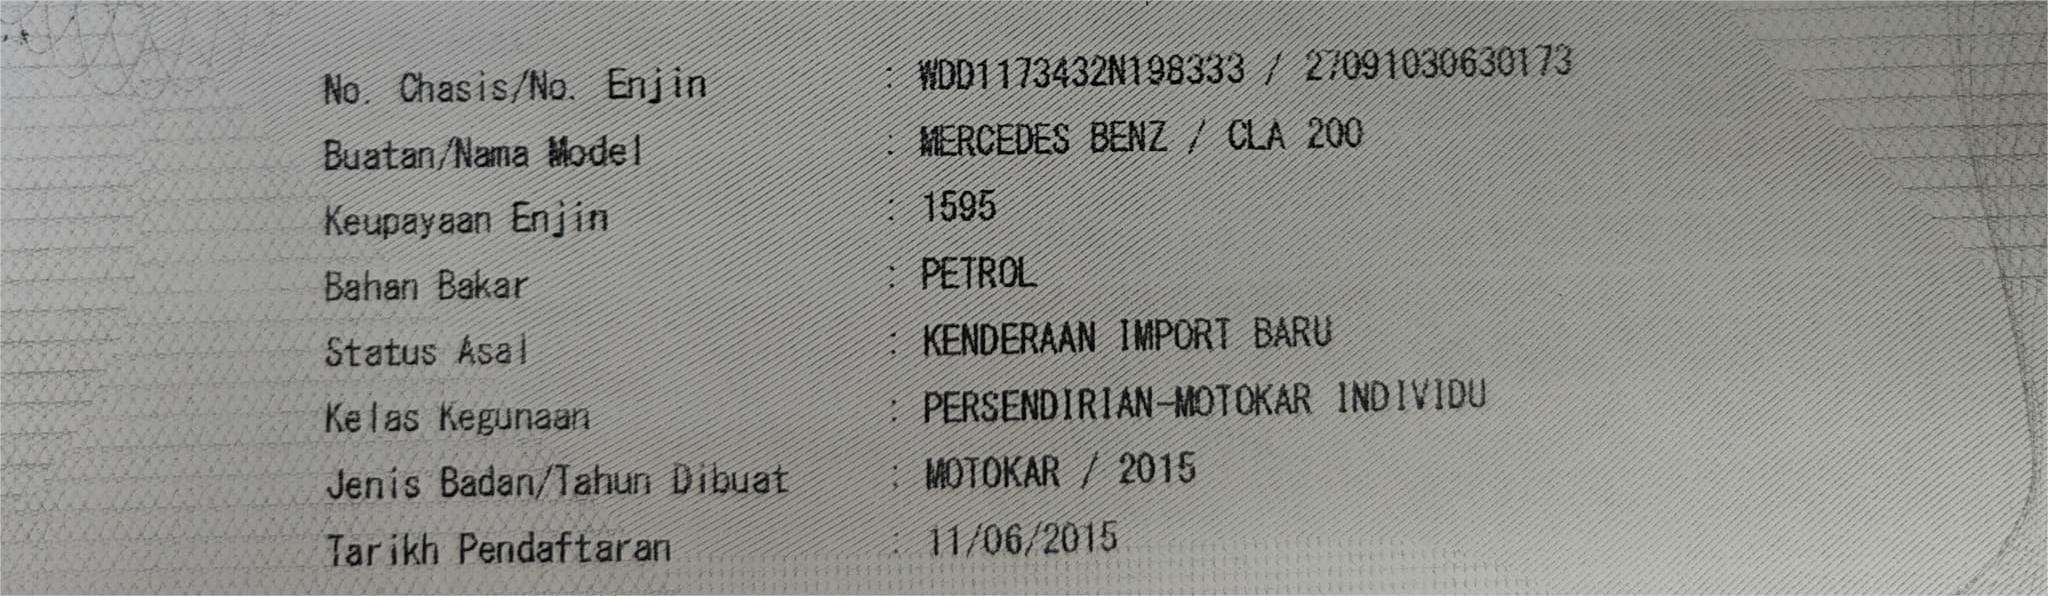 No. Chasis/No. Enjin : WDD1173432N198333 / 27091030630173
Buatan/Nama Model : MERCEDES BENZ / CLA 200
Keupayaan Enjin : 1595
Bahan Bakar : PETROL
Status Asal : KENDERAAN IMPORT BARU
Kelas Kegunaan : PERSENDIRIAN-MOTOKAR INDIVIDU
Jenis Badan/Tahun Dibuat : MOTOKAR / 2015
Tarikh Pendaftaran : 11/06/2015